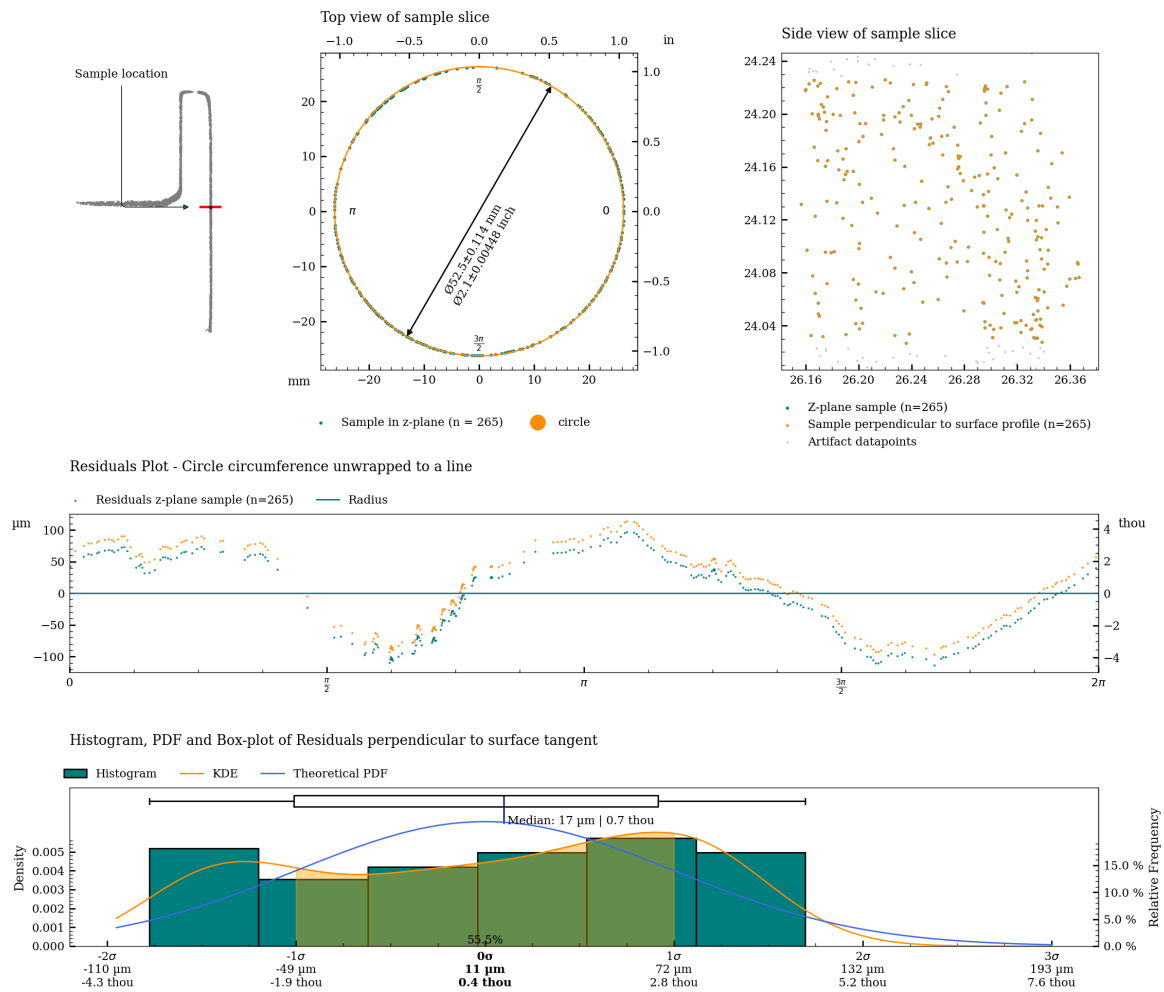 Top view of sample slice
−1.0 −0.5 0.0 0.5 1.0 in
Side view of sample slice
Sample location
20
10
0
−10
−20
mm
π/2
π
0
3π/2
Ø52.5±0.114 mm
Ø2.1±0.00448 inch
1.0
0.5
0.0
−0.5
−1.0
−20 −10 0 10 20
24.24
24.20
24.16
24.12
24.08
24.04
26.16 26.20 26.24 26.28 26.32 26.36
Sample in z-plane (n = 265) circle
Z-plane sample (n=265)
Sample perpendicular to surface profile (n=265)
Artifact datapoints
Residuals Plot - Circle circumference unwrapped to a line
Residuals z-plane sample (n=265) Radius
µm
100
50
0
−50
−100
thou
4
2
0
−2
−4
0 π/2 π 3π/2 2π
Histogram, PDF and Box-plot of Residuals perpendicular to surface tangent
Histogram KDE Theoretical PDF
Median: 17 µm | 0.7 thou
Density
0.005
0.004
0.003
0.002
0.001
0.000
55.5%
Relative Frequency
15.0 %
10.0 %
5.0 %
0.0 %
-2σ -1σ 0σ 1σ 2σ 3σ
-110 µm -49 µm 11 µm 72 µm 132 µm 193 µm
-4.3 thou -1.9 thou 0.4 thou 2.8 thou 5.2 thou 7.6 thou